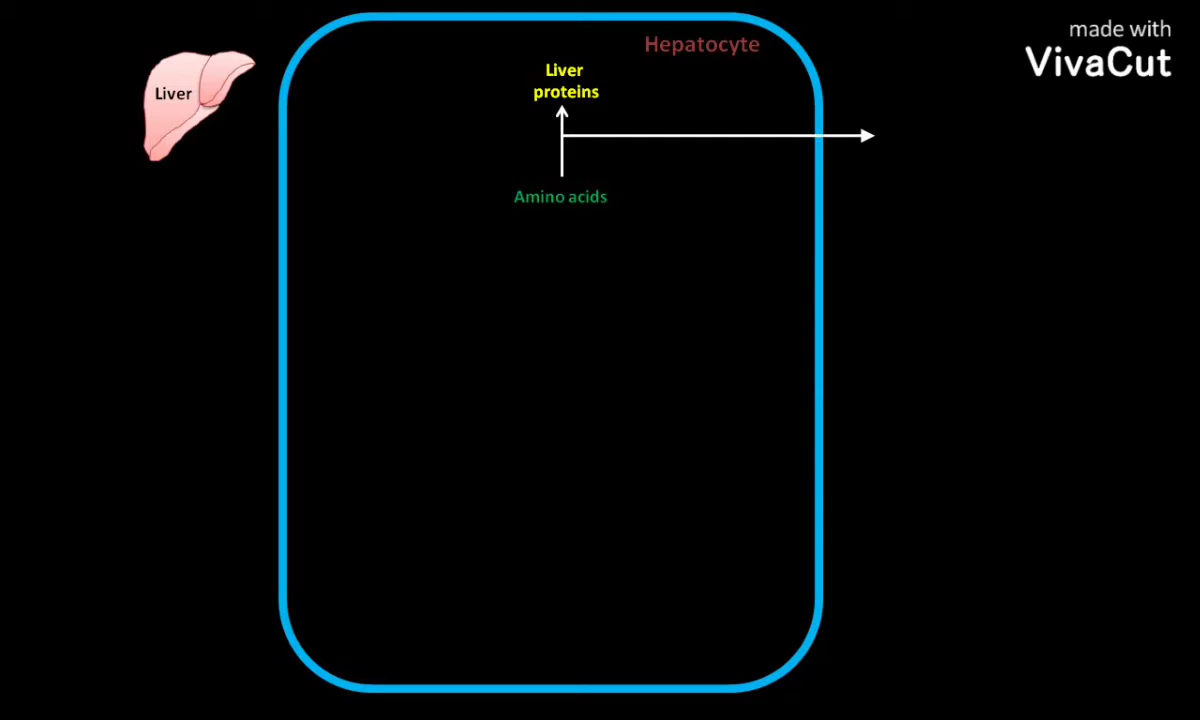 made with
VivaCut
Hepatocyte
Liver
proteins
Liver
Amino acids